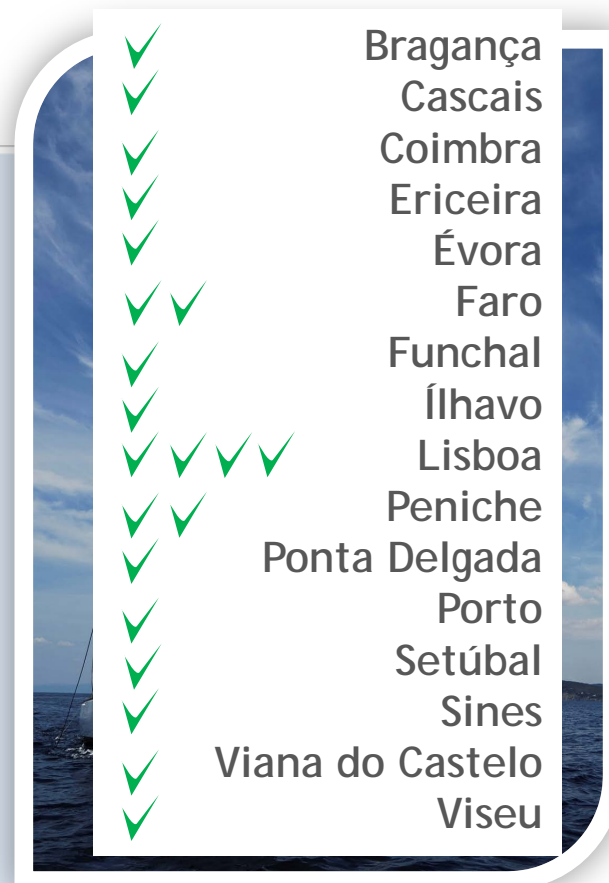 Bragança
Cascais
Coimbra
Ericeira
Évora
Faro
Funchal
Ílhavo
Lisboa
Peniche
Ponta Delgada
Porto
Setúbal
Sines
Viana do Castelo
Viseu